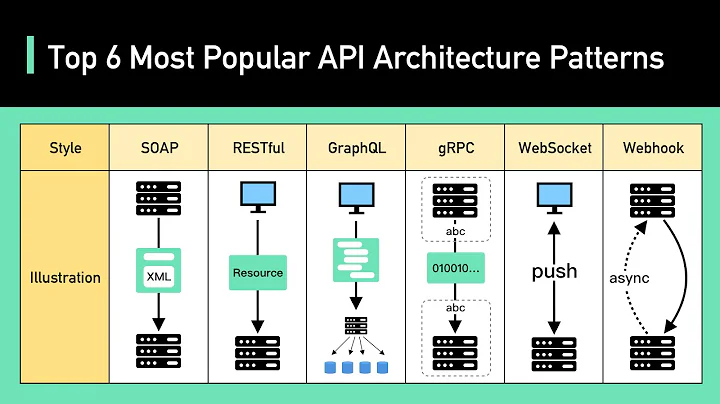 Top 6 Most Popular API Architecture Patterns
Style
SOAP
RESTful
GraphQL
gRPC
WebSocket
Webhook
Illustration
XML
Resource
abc
010010...
abc
push
async